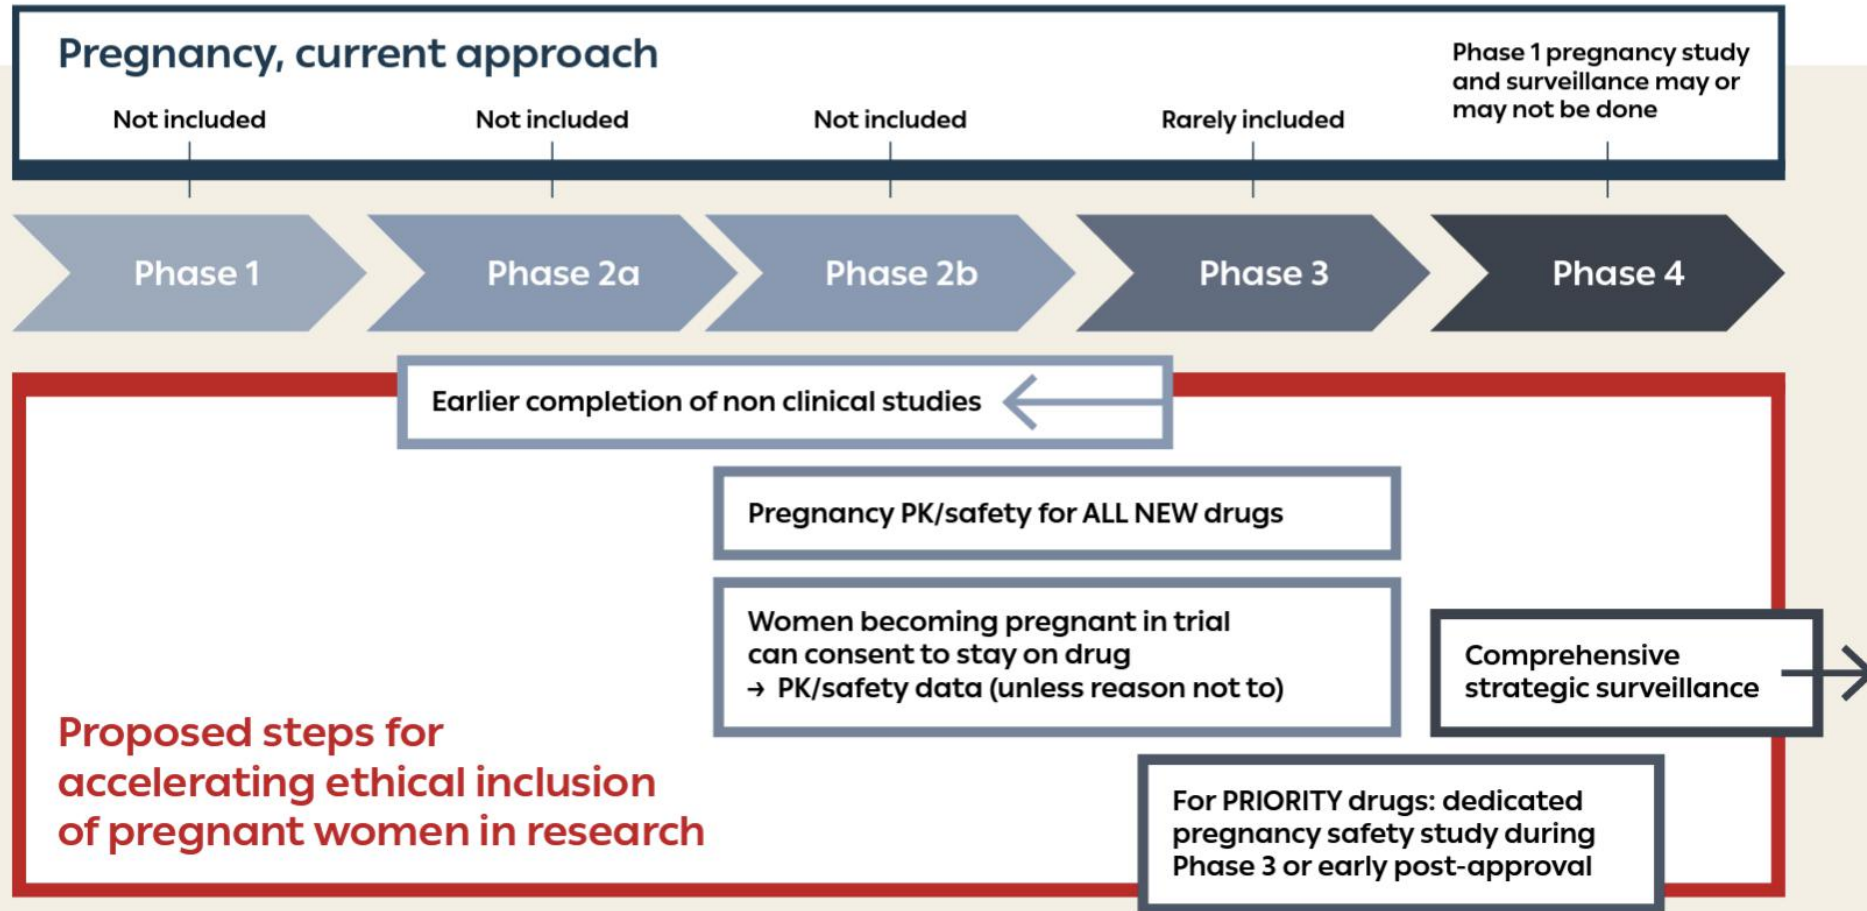 Pregnancy, current approach
Not included
Not included
Not included
Rarely included
Phase 1 pregnancy study
and surveillance may or
may not be done
Phase 1
Phase 2a
Phase 2b
Phase 3
Phase 4
Earlier completion of non clinical studies
Pregnancy PK/safety for ALL NEW drugs
Women becoming pregnant in trial
can consent to stay on drug
→ PK/safety data (unless reason not to)
Comprehensive
strategic surveillance
Proposed steps for
accelerating ethical inclusion
of pregnant women in research
For PRIORITY drugs: dedicated
pregnancy safety study during
Phase 3 or early post-approval